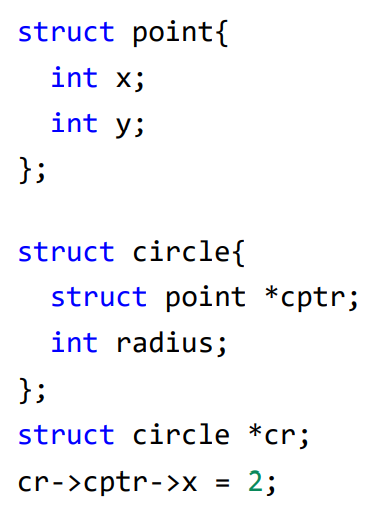 struct point{
  int x;
  int y;
};

struct circle{
  struct point *cptr;
  int radius;
};
struct circle *cr;
cr->cptr->x = 2;